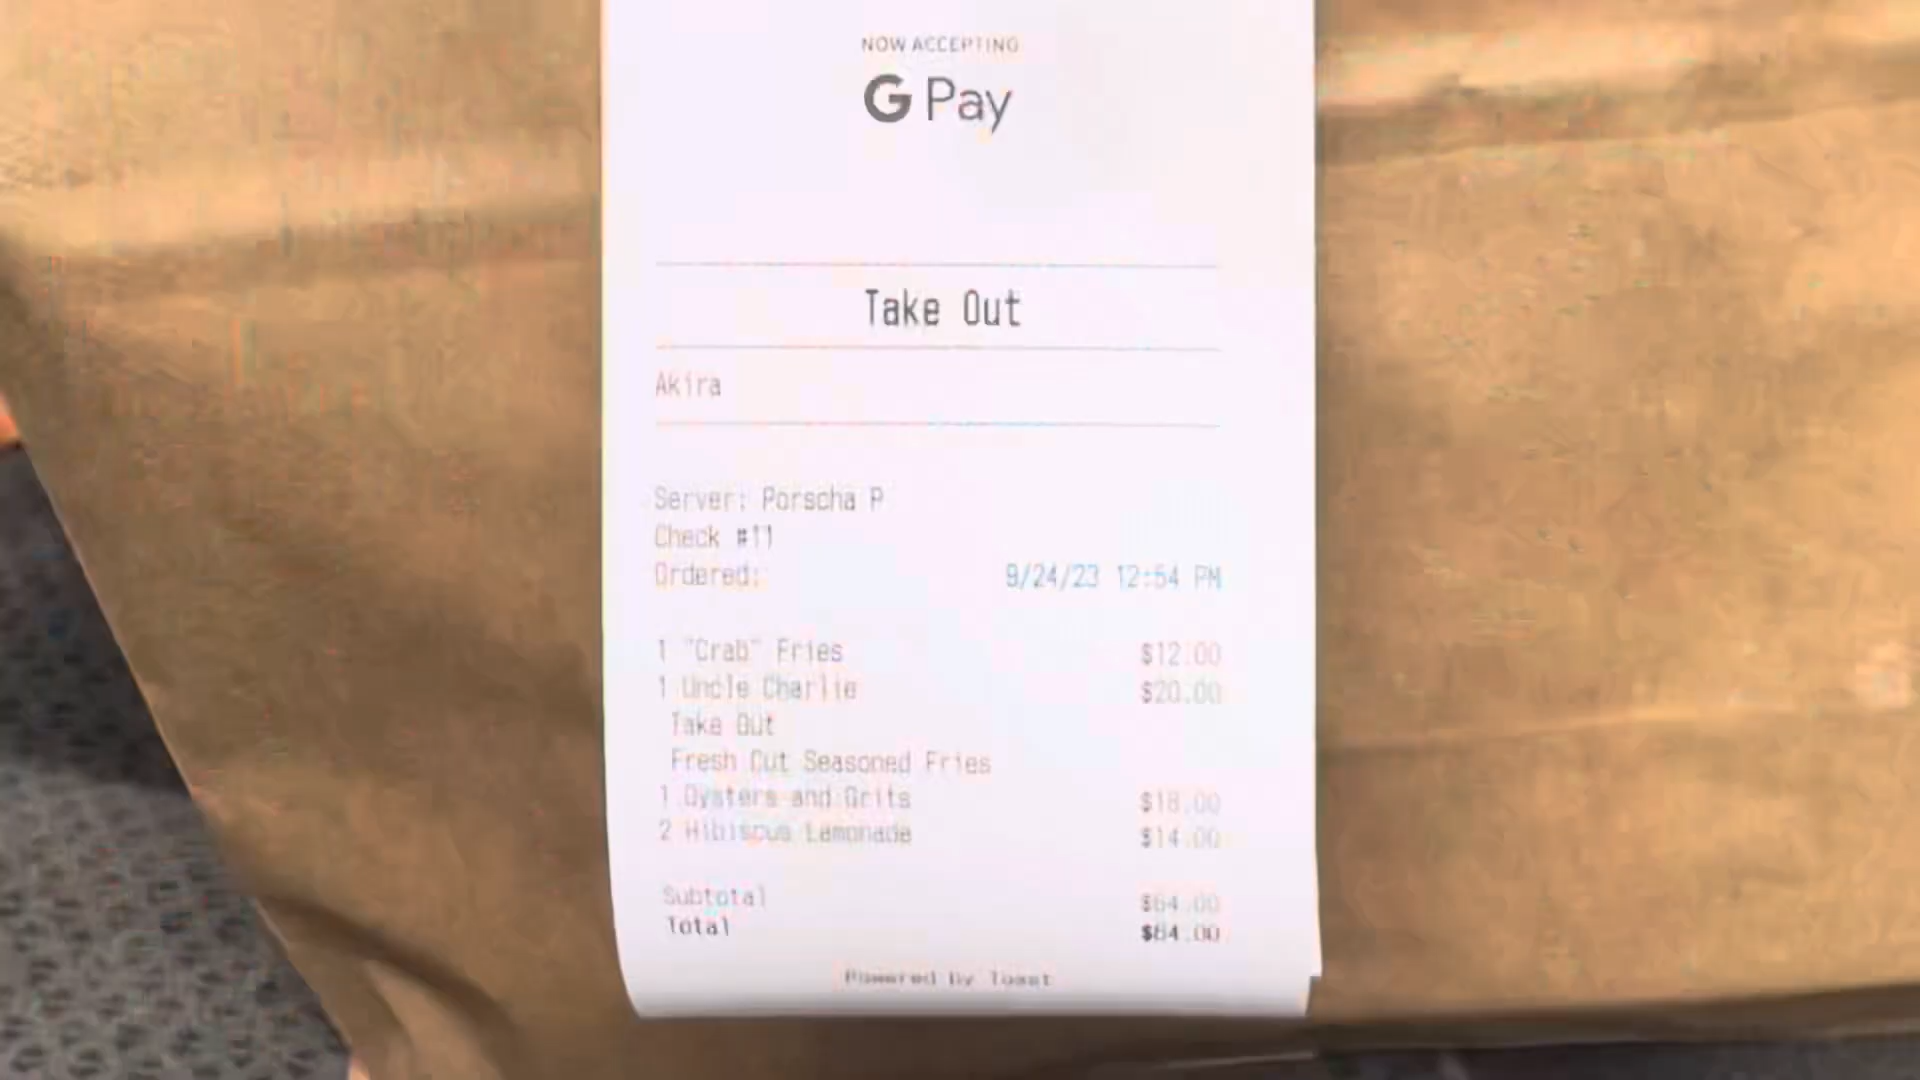 NOW ACCEPTING
G Pay
Take Out
Akira
Server: Porscha P
Check #11
Ordered: 9/24/23 12:54 PM
1 "Crab" Fries $12.00
1 Uncle Charlie $20.00
Take Out
Fresh Cut Seasoned Fries
1 Oysters and Grits $18.00
2 Hibiscus Lemonade $14.00
Subtotal $64.00
Total $64.00
Powered by Toast